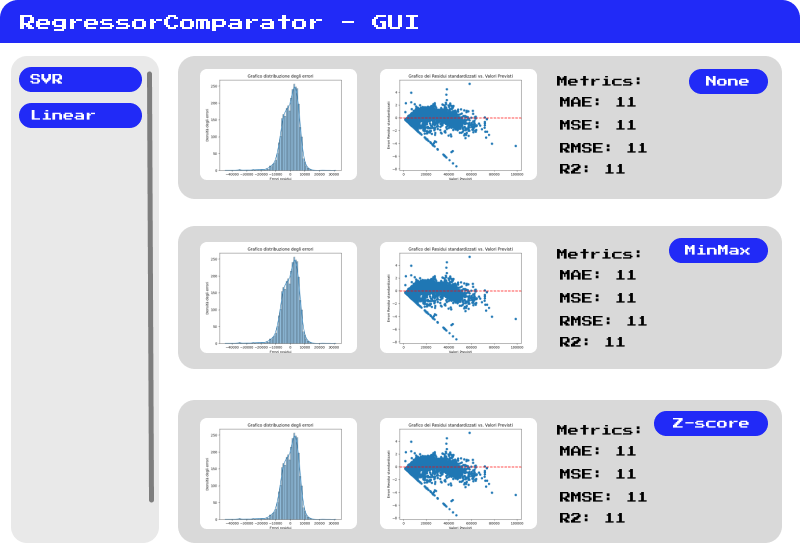 RegressorComparator - GUI
SVR
Linear
Grafico distribuzione degli errori
Grafico dei Residui standardizzati vs. Valori Previsti
Metrics:
None
MAE: 11
MSE: 11
RMSE: 11
R2: 11
Grafico distribuzione degli errori
Grafico dei Residui standardizzati vs. Valori Previsti
Metrics:
MinMax
MAE: 11
MSE: 11
RMSE: 11
R2: 11
Grafico distribuzione degli errori
Grafico dei Residui standardizzati vs. Valori Previsti
Metrics:
Z-score
MAE: 11
MSE: 11
RMSE: 11
R2: 11